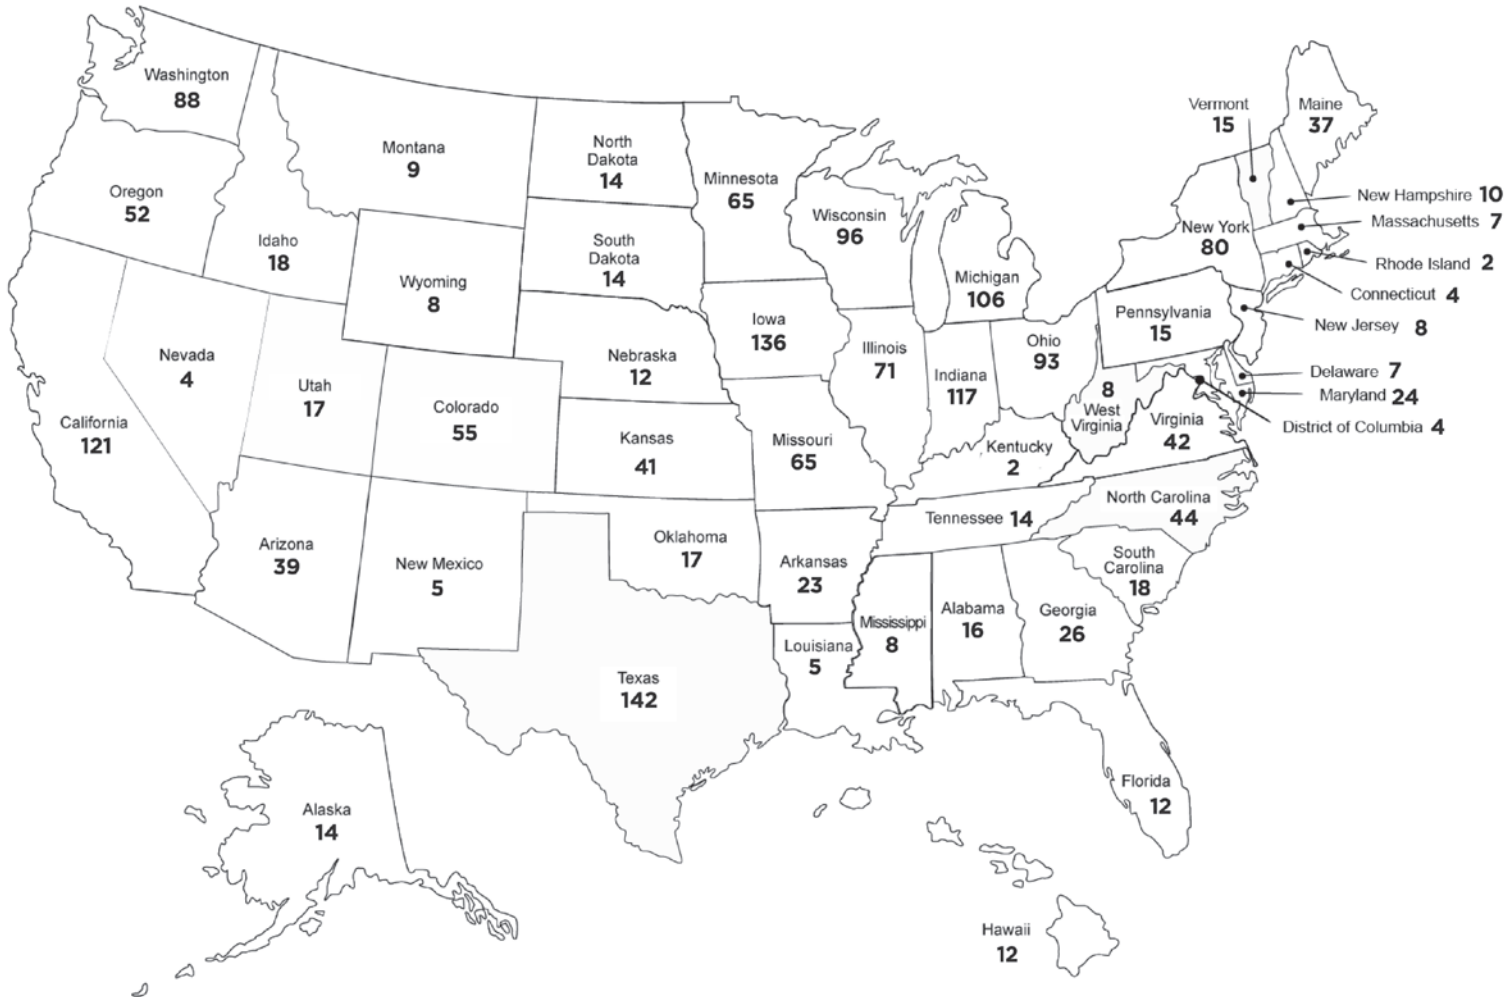 Washington
88
Oregon
52
California
121
Nevada
4
Idaho
18
Montana
9
Wyoming
8
Utah
17
Colorado
55
Arizona
39
New Mexico
5
North
Dakota
14
South
Dakota
14
Nebraska
12
Kansas
41
Oklahoma
17
Texas
142
Minnesota
65
Iowa
136
Missouri
65
Arkansas
23
Louisiana
5
Wisconsin
96
Illinois
71
Michigan
106
Indiana
117
Ohio
93
Kentucky
2
Tennessee 14
Mississippi
8
Alabama
16
Georgia
26
Florida
12
South
Carolina
18
North Carolina
44
Virginia
42
8
West
Virginia
Pennsylvania
15
New York
80
Vermont
15
Maine
37
New Hampshire 10
Massachusetts 7
Rhode Island 2
Connecticut 4
New Jersey 8
Delaware 7
Maryland 24
District of Columbia 4
Alaska
14
Hawaii
12